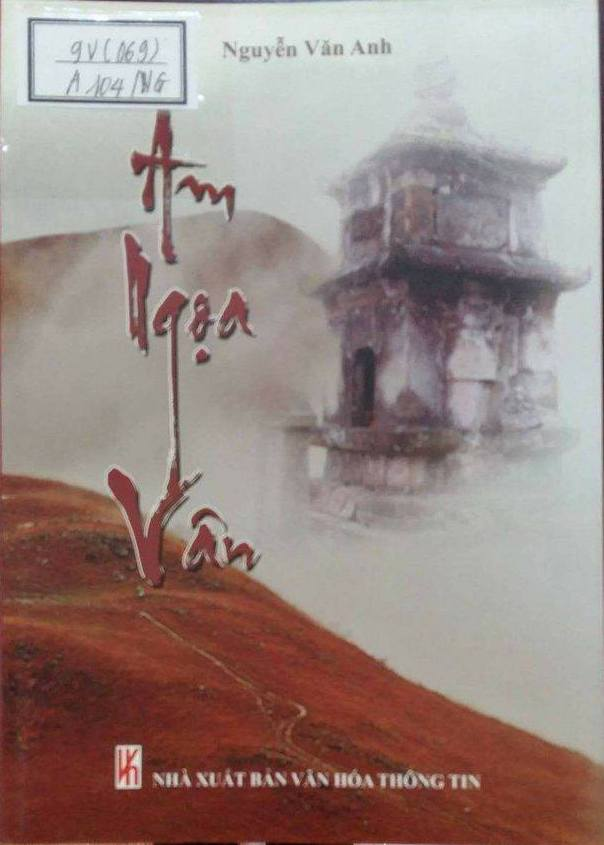 9V(069)
A 104/NG
Nguyễn Văn Anh
Am
Ngọa
Vân
NHÀ XUẤT BẢN VĂN HÓA THÔNG TIN